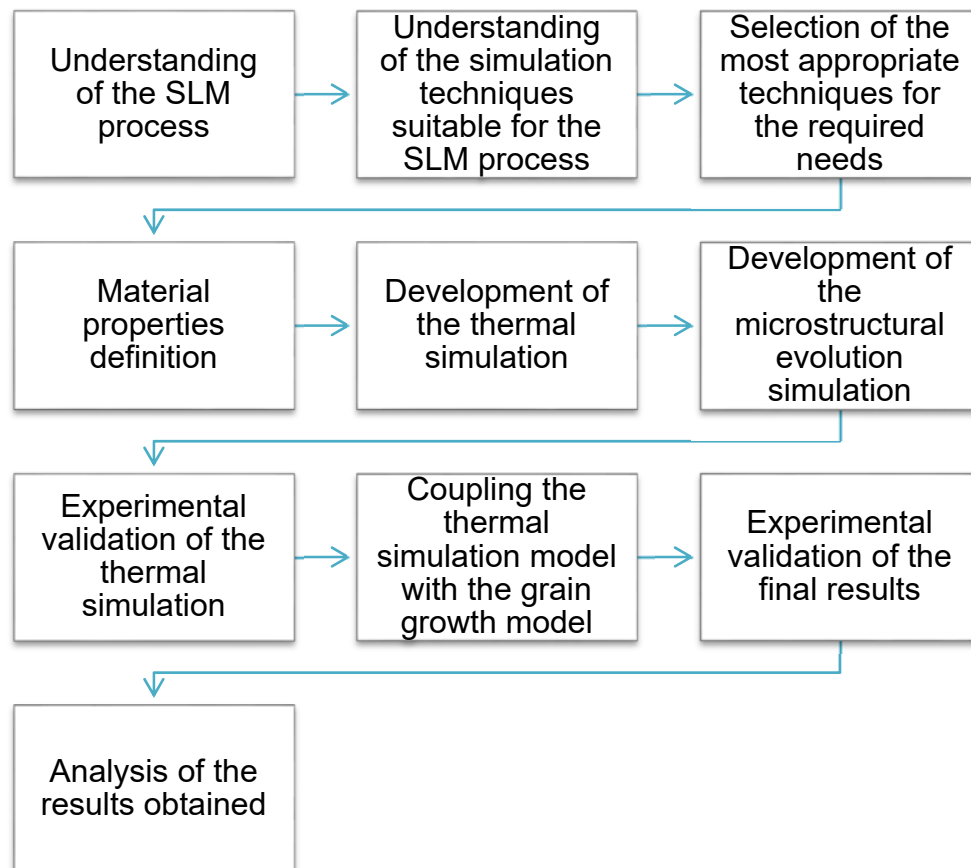 Understanding
of the SLM
process
Understanding
of the simulation
techniques
suitable for the
SLM process
Selection of the
most appropriate
techniques for
the required
needs
Material
properties
definition
Development of
the thermal
simulation
Development of
the
microstructural
evolution
simulation
Experimental
validation of the
thermal
simulation
Coupling the
thermal
simulation model
with the grain
growth model
Experimental
validation of the
final results
Analysis of the
results obtained